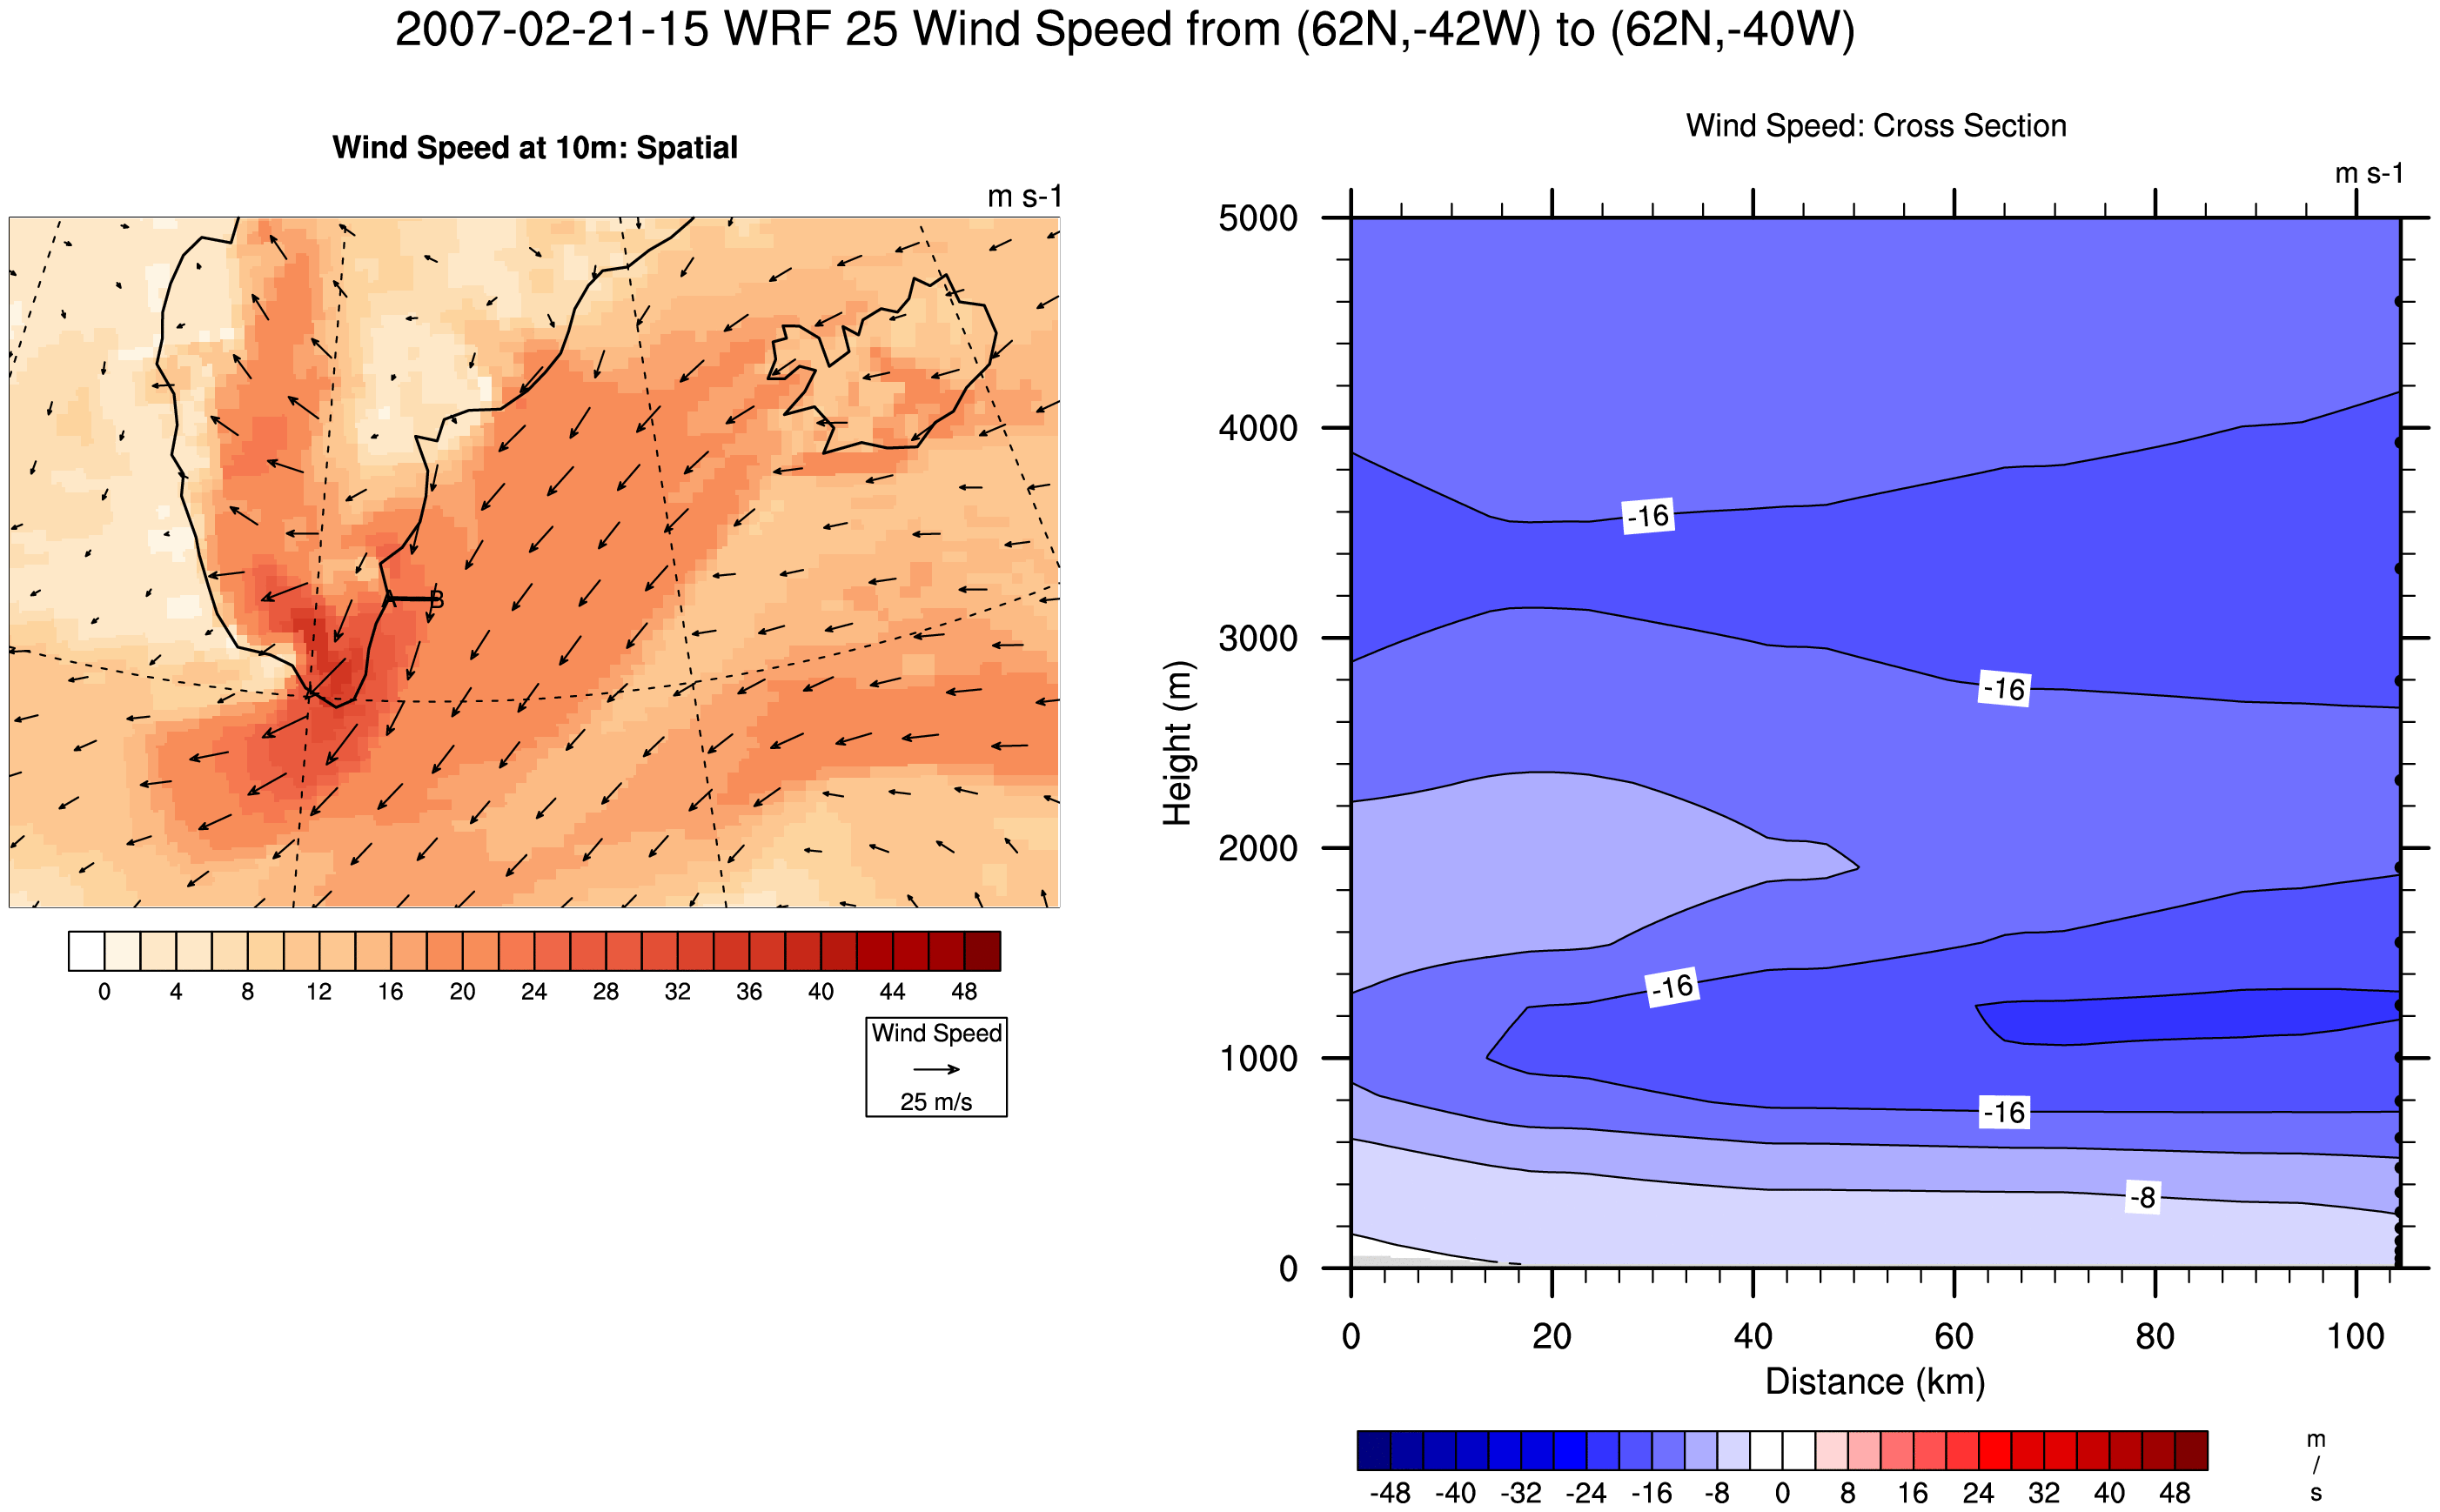 2007-02-21-15 WRF 25 Wind Speed from (62N,-42W) to (62N,-40W)
Wind Speed at 10m: Spatial
m s-1
A B
0 4 8 12 16 20 24 28 32 36 40 44 48
Wind Speed
25 m/s
Wind Speed: Cross Section
m s-1
5000
4000
3000
2000
1000
0
Height (m)
-16
-16
-16
-16
-8
0 20 40 60 80 100
Distance (km)
-48 -40 -32 -24 -16 -8 0 8 16 24 32 40 48
m
/
s